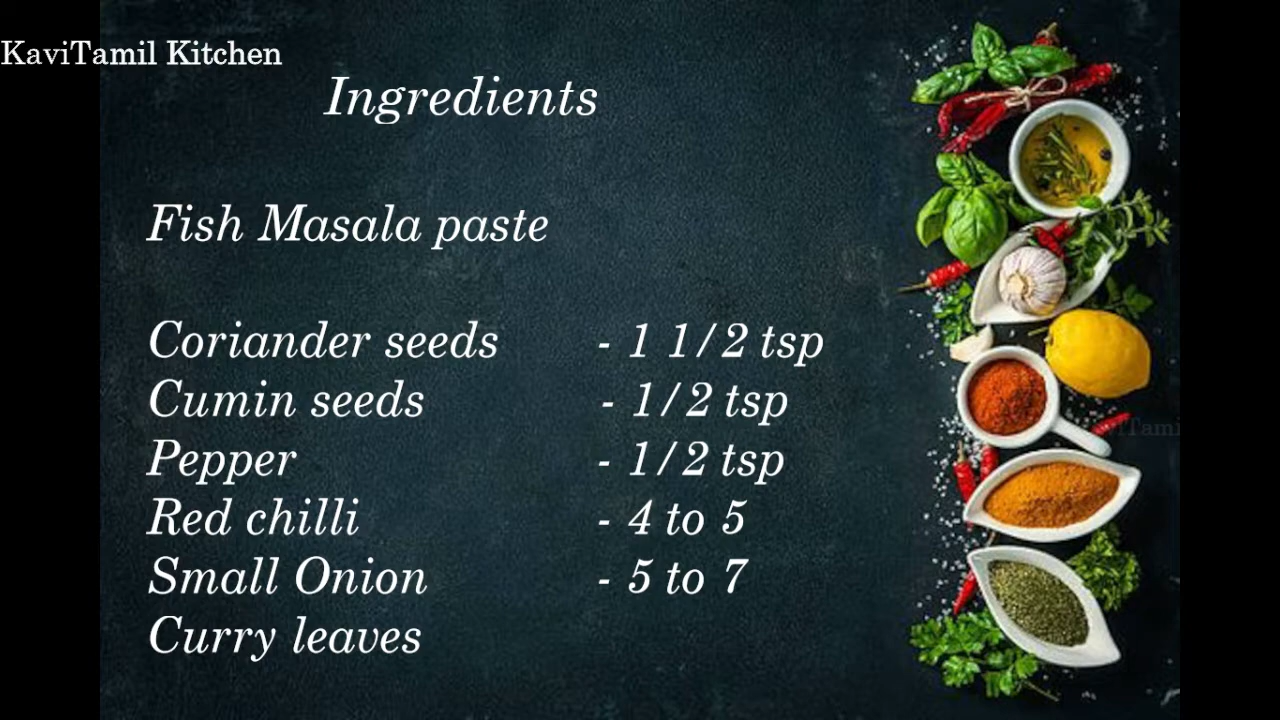 KaviTamil Kitchen
Ingredients
Fish Masala paste
Coriander seeds - 1 1/2 tsp
Cumin seeds - 1/2 tsp
Pepper - 1/2 tsp
Red chilli - 4 to 5
Small Onion - 5 to 7
Curry leaves